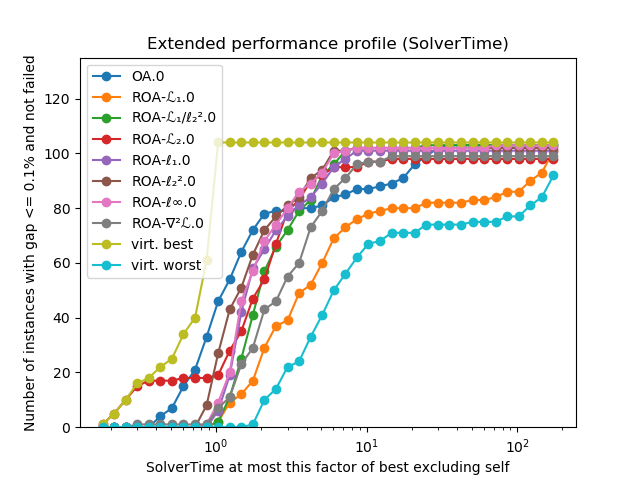 Extended performance profile (SolverTime)
Number of instances with gap <= 0.1% and not failed
120
100
80
60
40
20
0
OA.0
ROA-ℒ₁.0
ROA-ℒ₁/ℓ₂².0
ROA-ℒ₂.0
ROA-ℓ₁.0
ROA-ℓ₂².0
ROA-ℓ∞.0
ROA-∇²ℒ.0
virt. best
virt. worst
10⁰ 10¹ 10²
SolverTime at most this factor of best excluding self